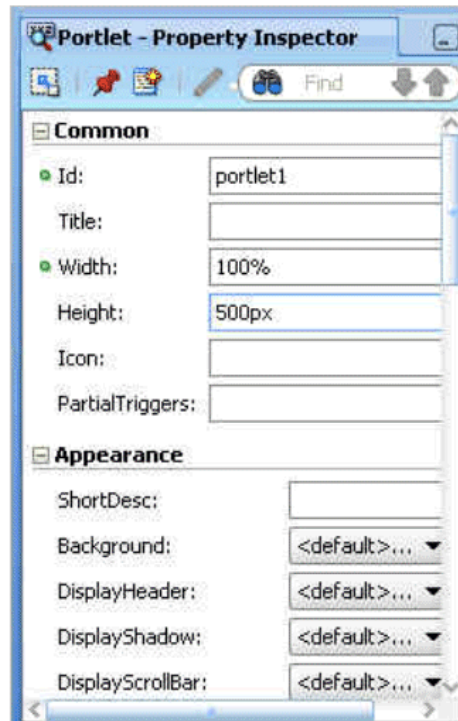 Portlet - Property Inspector
Find
Common
Id: portlet1
Title:
Width: 100%
Height: 500px
Icon:
PartialTriggers:
Appearance
ShortDesc:
Background: <default>...
DisplayHeader: <default>...
DisplayShadow: <default>...
DisplayScrollBar: <default>...